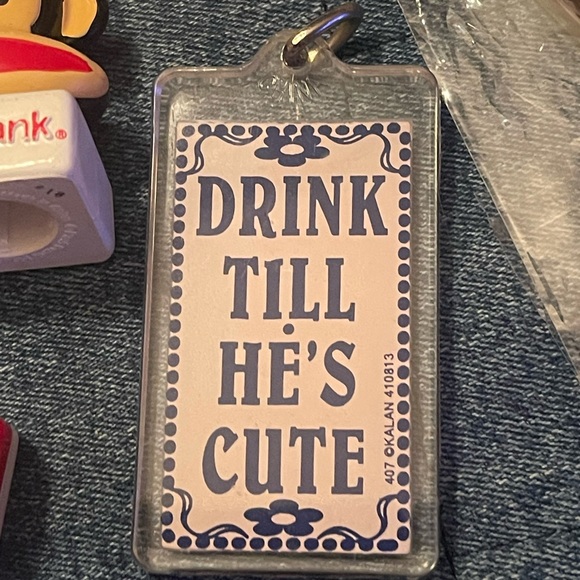 ank®
DRINK
TILL
HE'S
CUTE
407 ©KALAN 410813